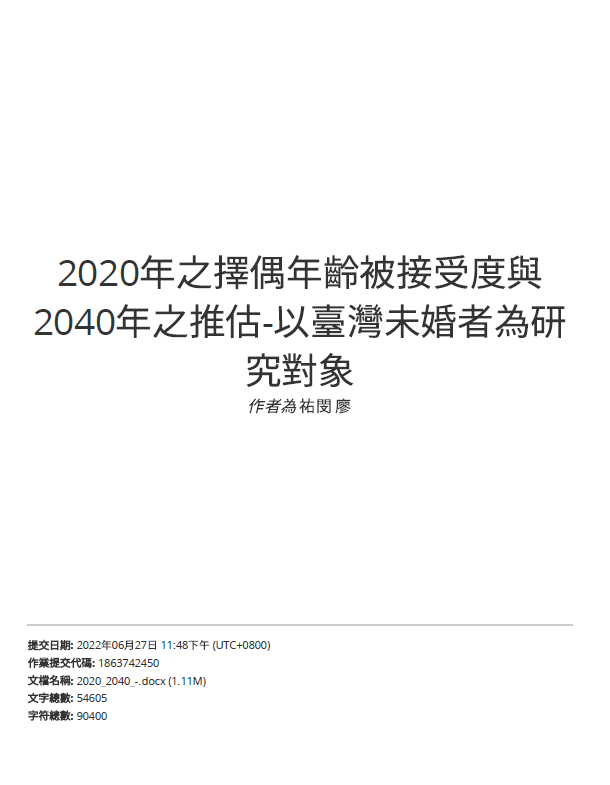 2020年之擇偶年齡被接受度與
2040年之推估-以臺灣未婚者為研
究對象
作者為 祐閔 廖
提交日期: 2022年06月27日 11:48下午 (UTC+0800)
作業提交代碼: 1863742450
文檔名稱: 2020_2040_-.docx (1.11M)
文字總數: 54605
字符總數: 90400